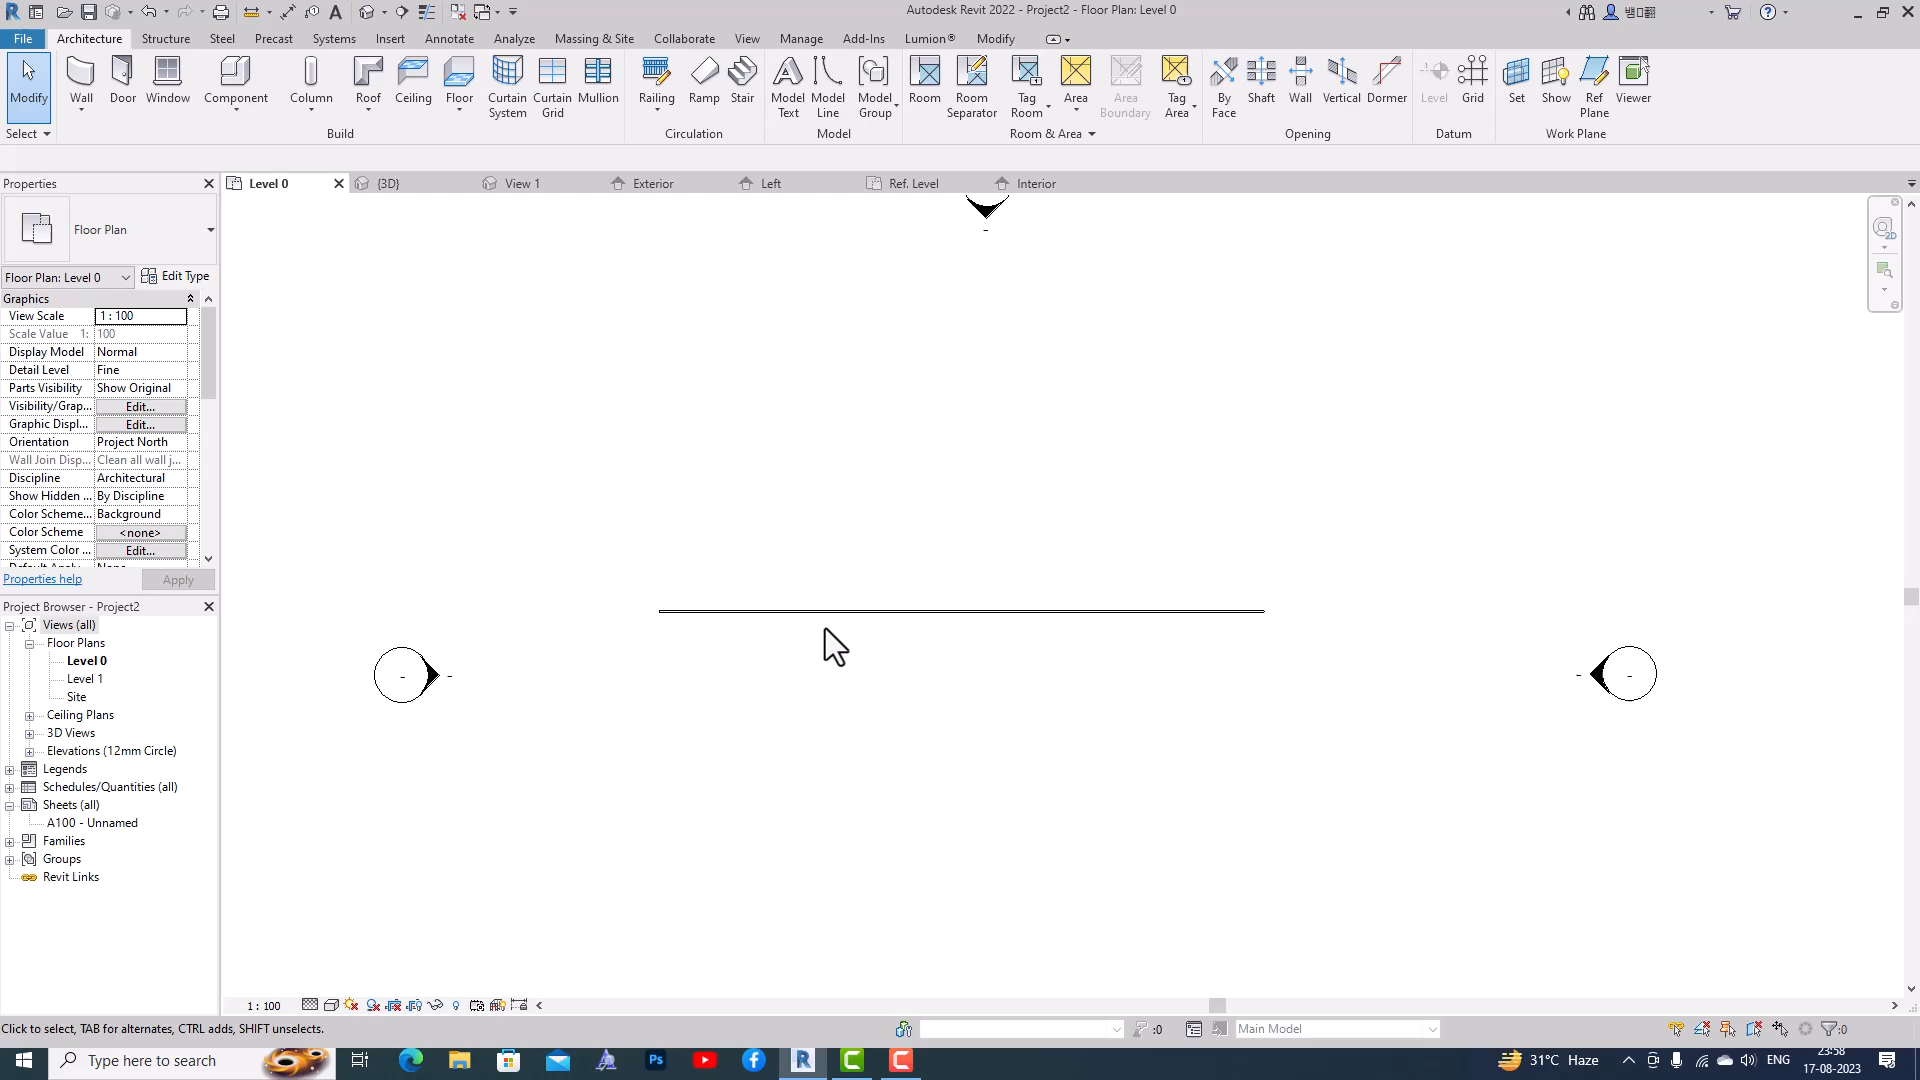 Autodesk Revit 2022 - Project2 - Floor Plan: Level 0
File Architecture Structure Steel Precast Systems Insert Annotate Analyze Massing & Site Collaborate View Manage Add-Ins Lumion® Modify
Modify Wall Door Window Component Column Roof Ceiling Floor Curtain System Curtain Grid Mullion Railing Ramp Stair Model Text Model Line Model Group Room Room Separator Tag Room Area Area Boundary Tag Area By Face Shaft Wall Vertical Dormer Level Grid Set Show Ref Plane Viewer
Select Build Circulation Model Room & Area Opening Datum Work Plane
Properties
Level 0 {3D} View 1 Exterior Left Ref. Level Interior
Floor Plan
Floor Plan: Level 0 Edit Type
Graphics
View Scale 1 : 100
Scale Value 1: 100
Display Model Normal
Detail Level Fine
Parts Visibility Show Original
Visibility/Grap... Edit...
Graphic Displ... Edit...
Orientation Project North
Wall Join Disp... Clean all wall j...
Discipline Architectural
Show Hidden ... By Discipline
Color Scheme... Background
Color Scheme <none>
System Color ... Edit...
Properties help Apply
Project Browser - Project2
Views (all)
Floor Plans
Level 0
Level 1
Site
Ceiling Plans
3D Views
Elevations (12mm Circle)
Legends
Schedules/Quantities (all)
Sheets (all)
A100 - Unnamed
Families
Groups
Revit Links
1 : 100
Click to select, TAB for alternates, CTRL adds, SHIFT unselects.
:0
Main Model
:0
Type here to search
31°C Haze
ENG
23:58
17-08-2023